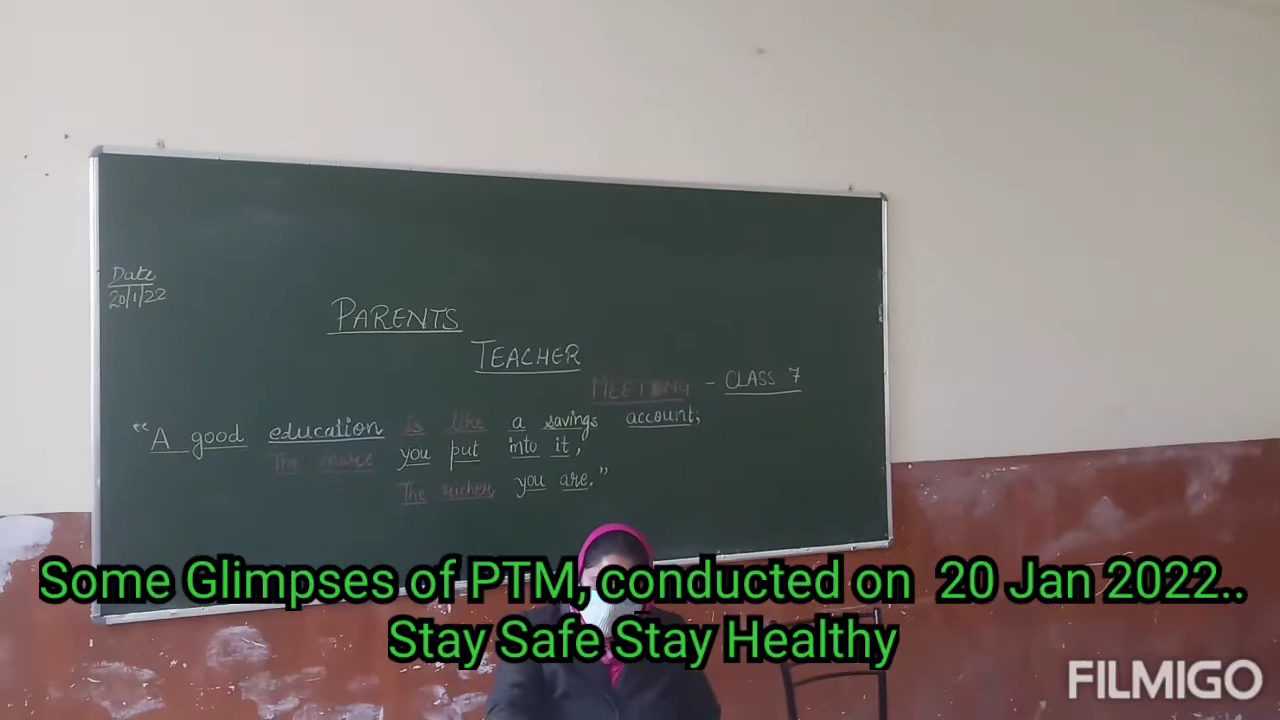 Date
20/1/22
PARENTS
TEACHER
MEETING - CLASS 7
“A good education is like a savings account;
The more you put into it,
The richer you are.”
Some Glimpses of PTM, conducted on 20 Jan 2022..
Stay Safe Stay Healthy
FILMIGO